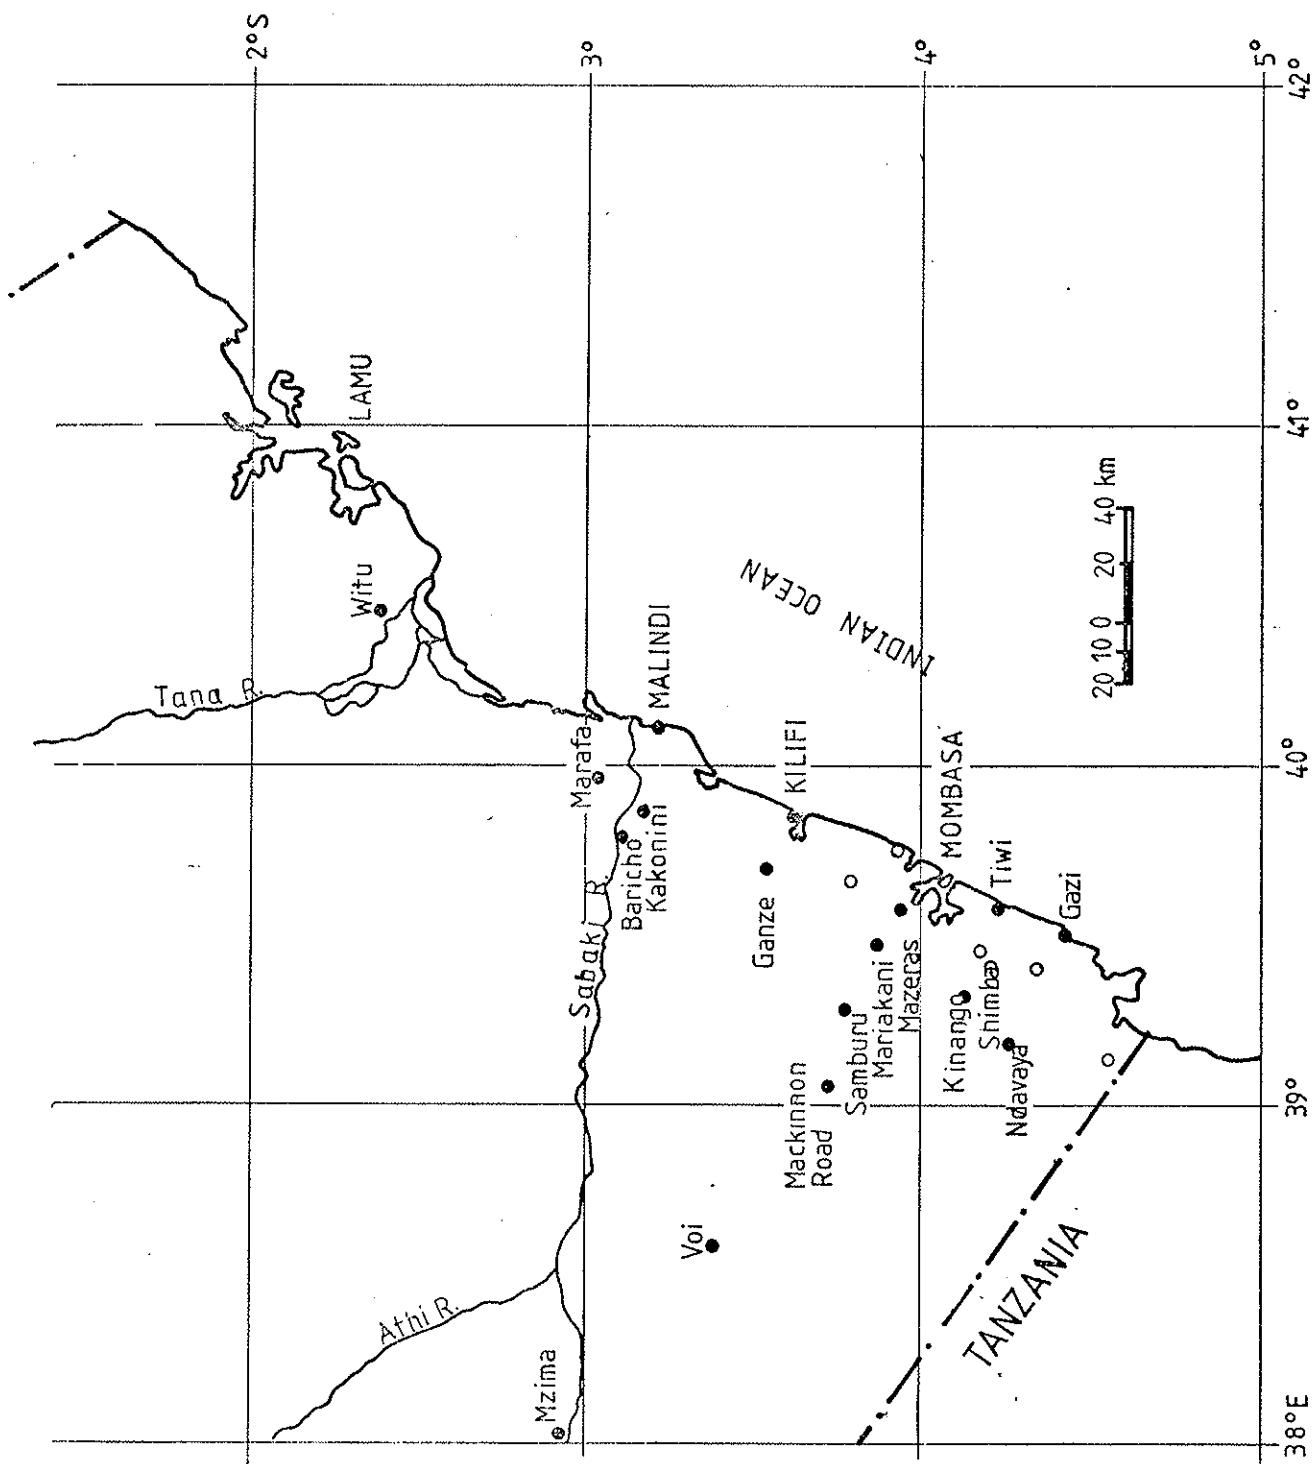 2°S
3°
4°
5°
42°
41°
40°
39°
38°E
LAMU
Witu
Tana R.
MALINDI
Marafa
Baricho
Kakonini
Sabaki R.
KILIFI
INDIAN OCEAN
20 10 0 20 40 km
Ganze
MOMBASA
Tiwi
Gazi
Mazeras
Mariakani
Samburu
Mackinnon
Road
Kinango
Shimba
Ndavaya
Voi
Athi R.
Mzima
TANZANIA